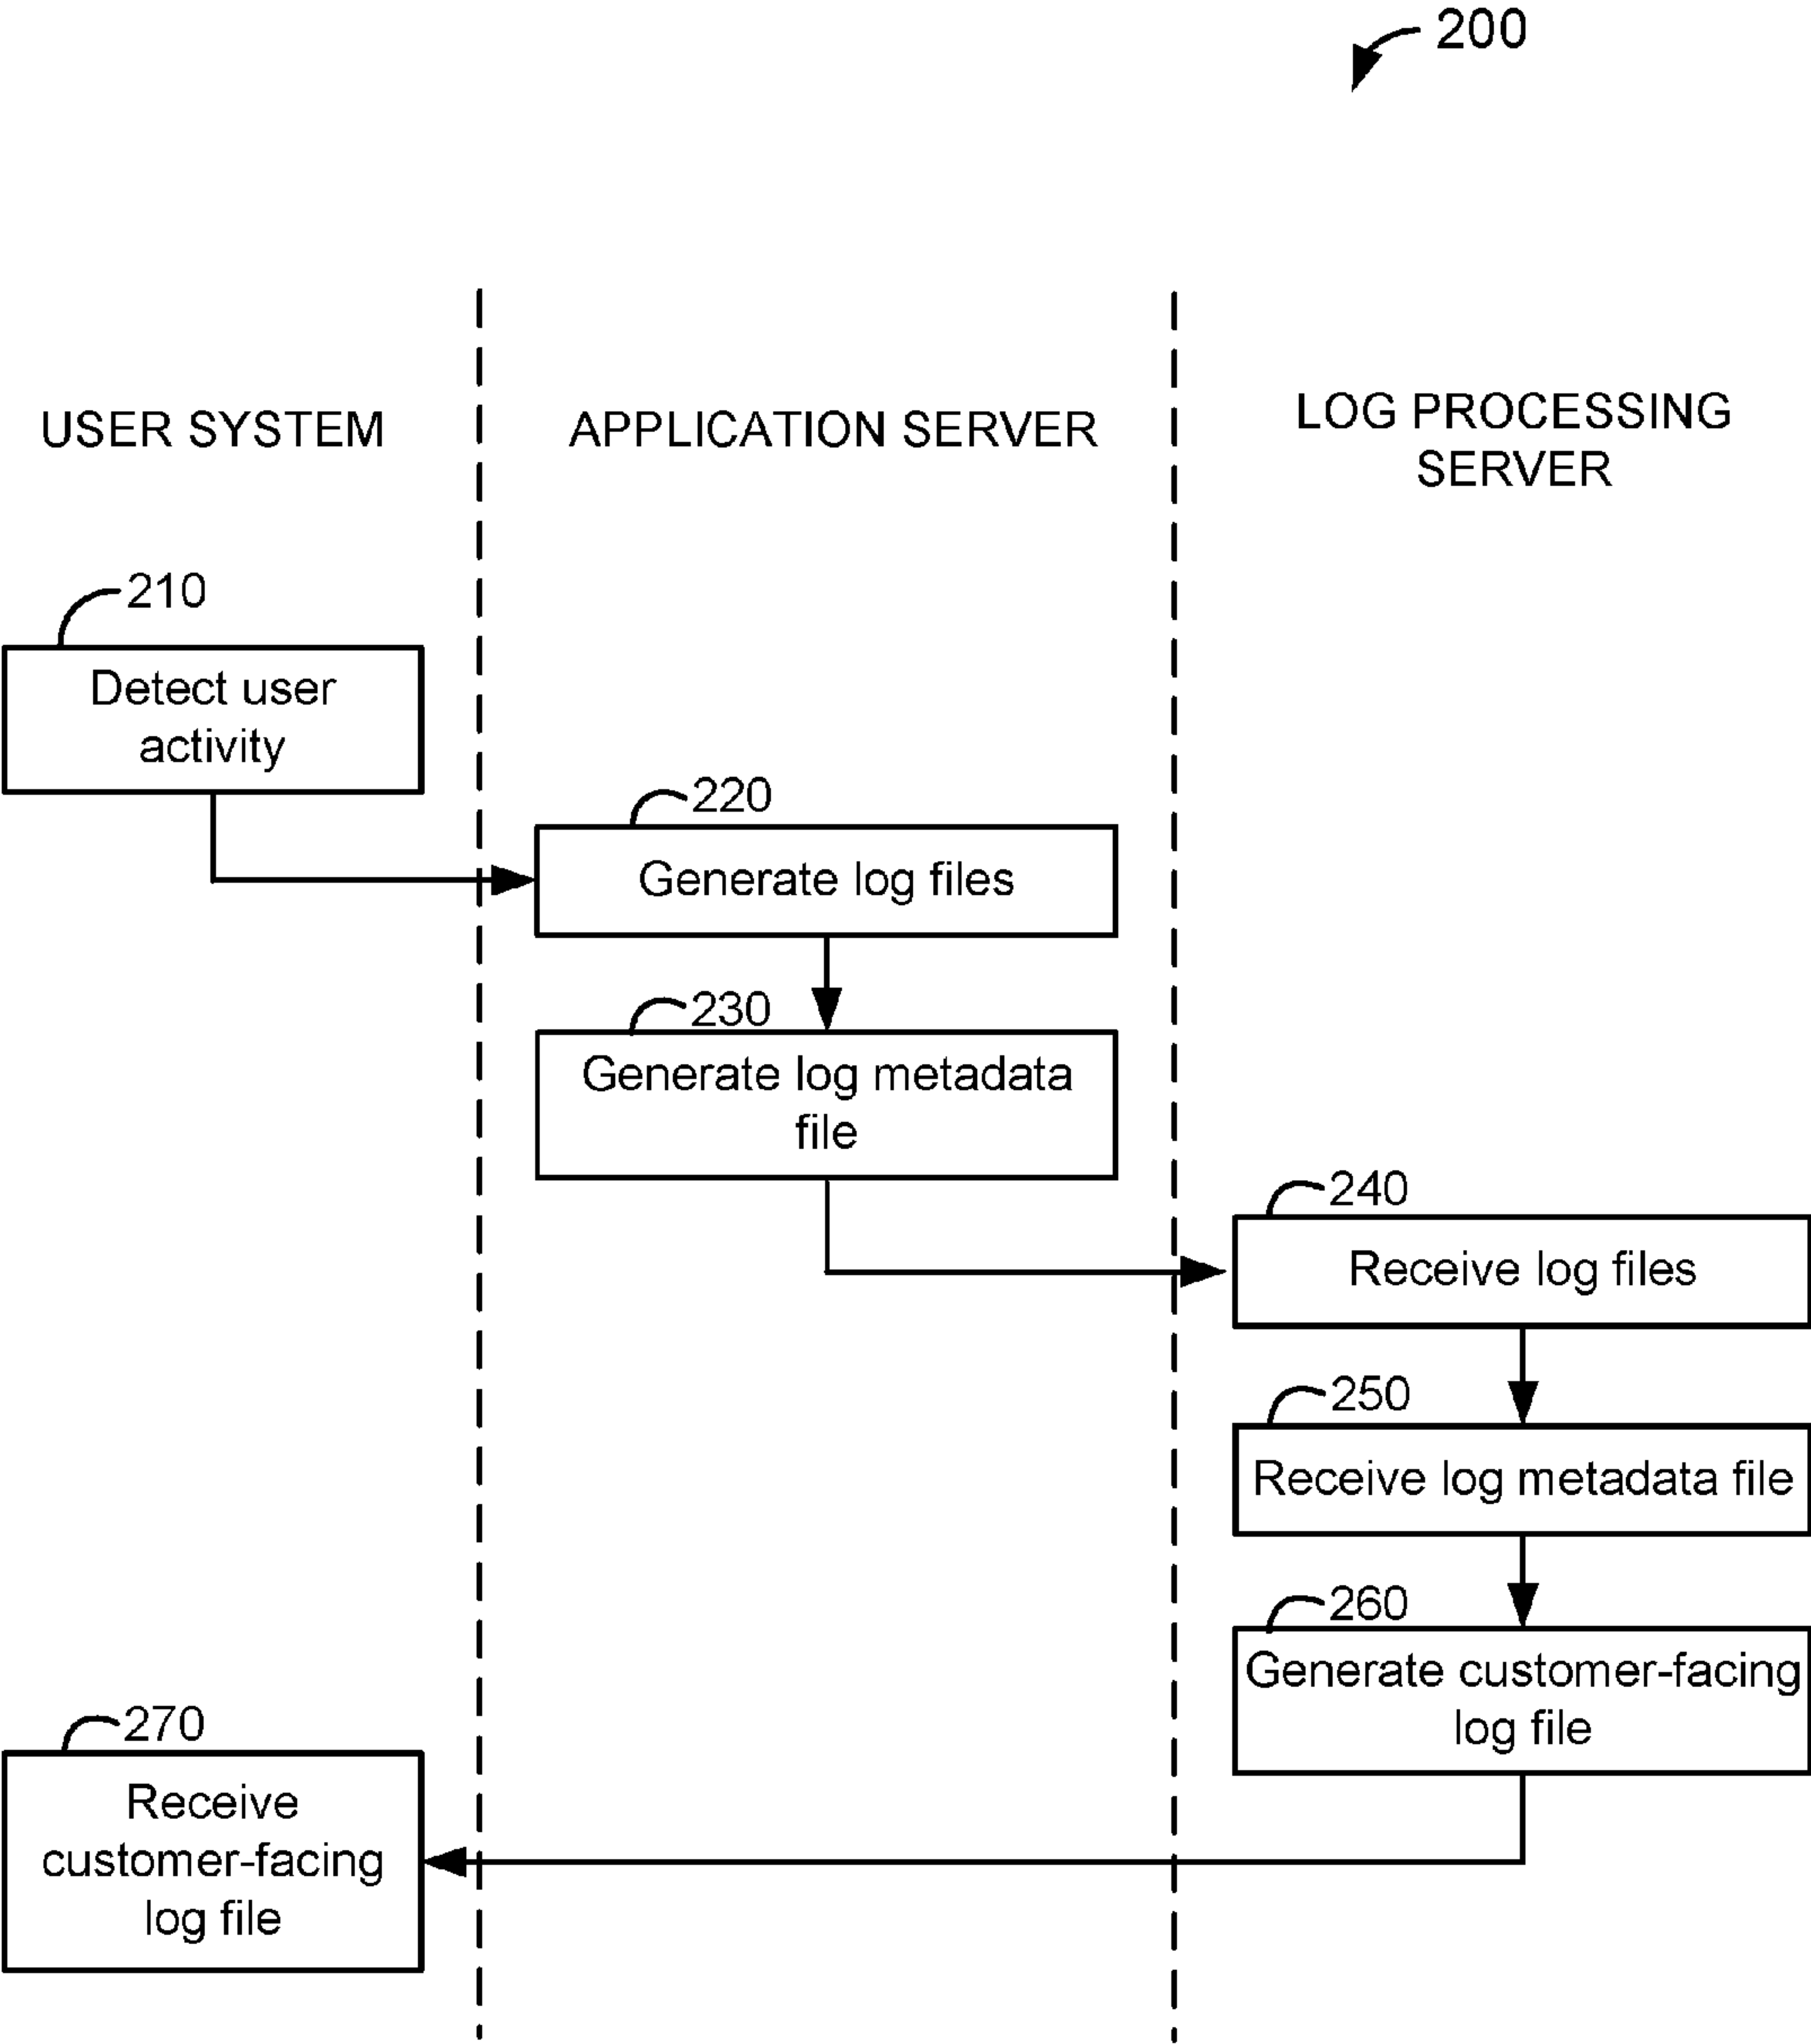 200
USER SYSTEM
APPLICATION SERVER
LOG PROCESSING
SERVER
210
Detect user
activity
220
Generate log files
230
Generate log metadata
file
240
Receive log files
250
Receive log metadata file
260
Generate customer-facing
log file
270
Receive
customer-facing
log file